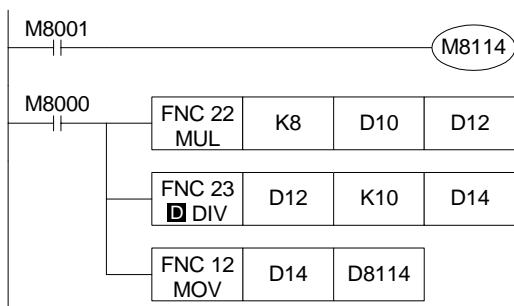 M8001
M8114
M8000
FNC 22
MUL
K8
D10
D12
FNC 23
D DIV
D12
K10
D14
FNC 12
MOV
D14
D8114